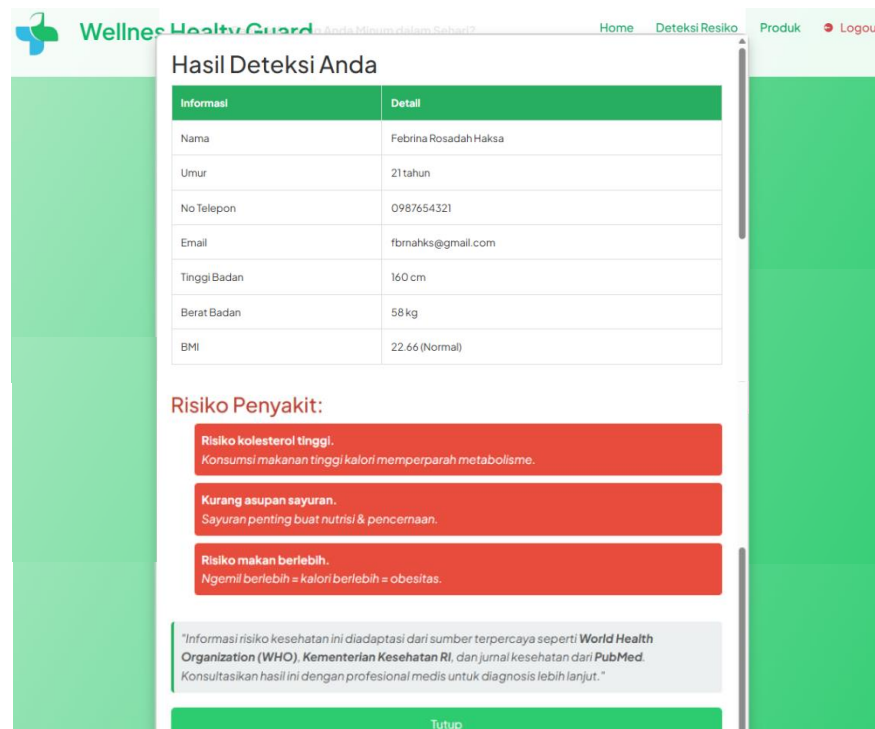 Wellnes Healty Guard
Anda Minum dalam Sehari?
Home Deteksi Resiko Produk Logou
Hasil Deteksi Anda
Informasi Detail
Nama Febrina Rosadah Haksa
Umur 21 tahun
No Telepon 0987654321
Email fbrnahks@gmail.com
Tinggi Badan 160 cm
Berat Badan 58 kg
BMI 22.66 (Normal)
Risiko Penyakit:
Risiko kolesterol tinggi.
Konsumsi makanan tinggi kalori memperparah metabolisme.
Kurang asupan sayuran.
Sayuran penting buat nutrisi & pencernaan.
Risiko makan berlebih.
Ngemil berlebih = kalori berlebih = obesitas.
"Informasi risiko kesehatan ini diadaptasi dari sumber terpercaya seperti World Health
Organization (WHO), Kementerian Kesehatan RI, dan jurnal kesehatan dari PubMed.
Konsultasikan hasil ini dengan profesional medis untuk diagnosis lebih lanjut."
Tutup